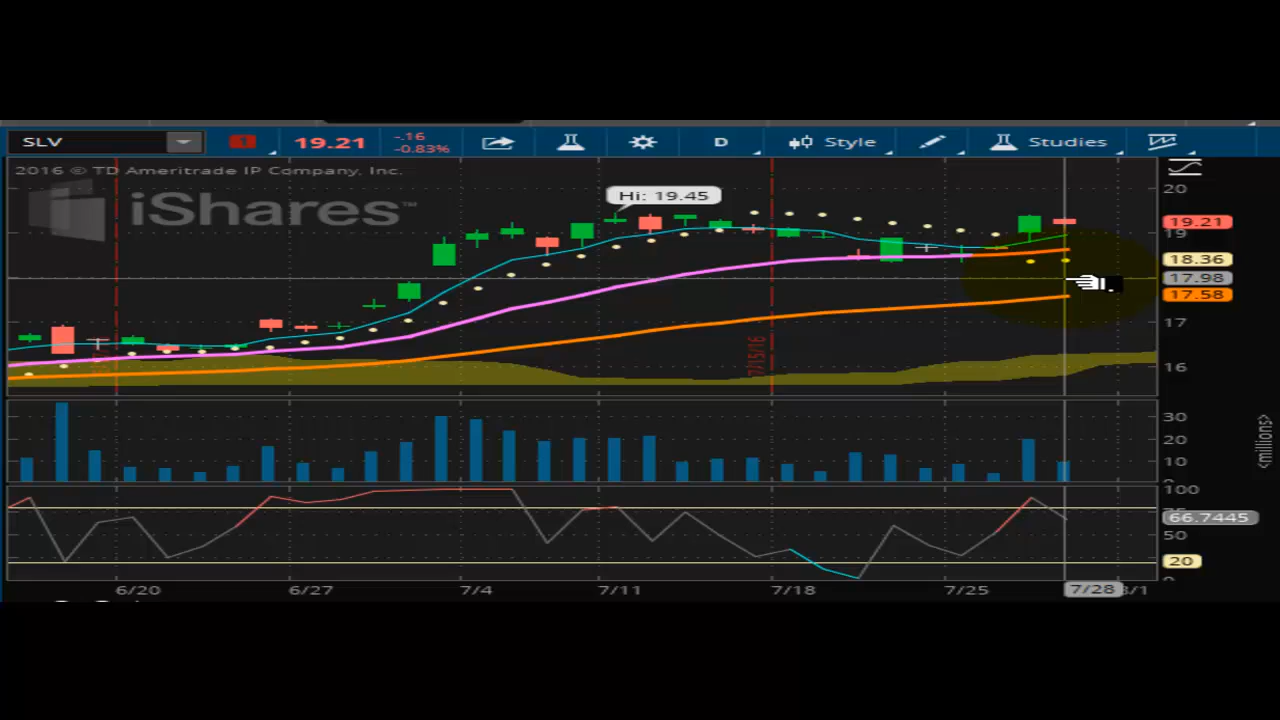 SLV 1 19.21 -.16 -0.83% D Style Studies
2016 © TD Ameritrade IP Company, Inc.
iShares™
Hi: 19.45
20
19.21
19
18.36
17.98
17.58
17
7/15/16
16
30
20
10
<millions>
100
66.7445
50
20
6/20 6/27 7/4 7/11 7/18 7/25 7/28